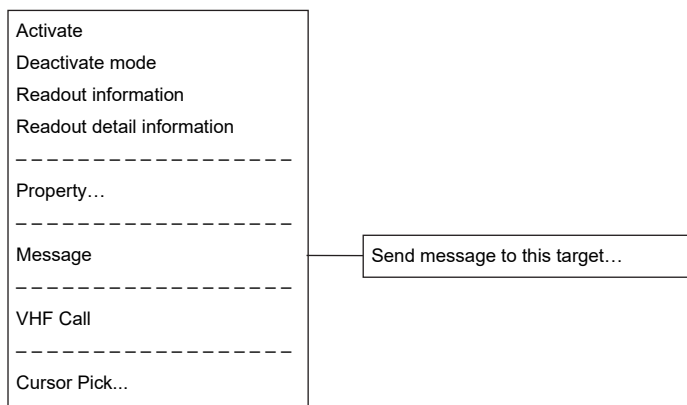 Activate
Deactivate mode
Readout information
Readout detail information
Property…
Message
Send message to this target…
VHF Call
Cursor Pick...